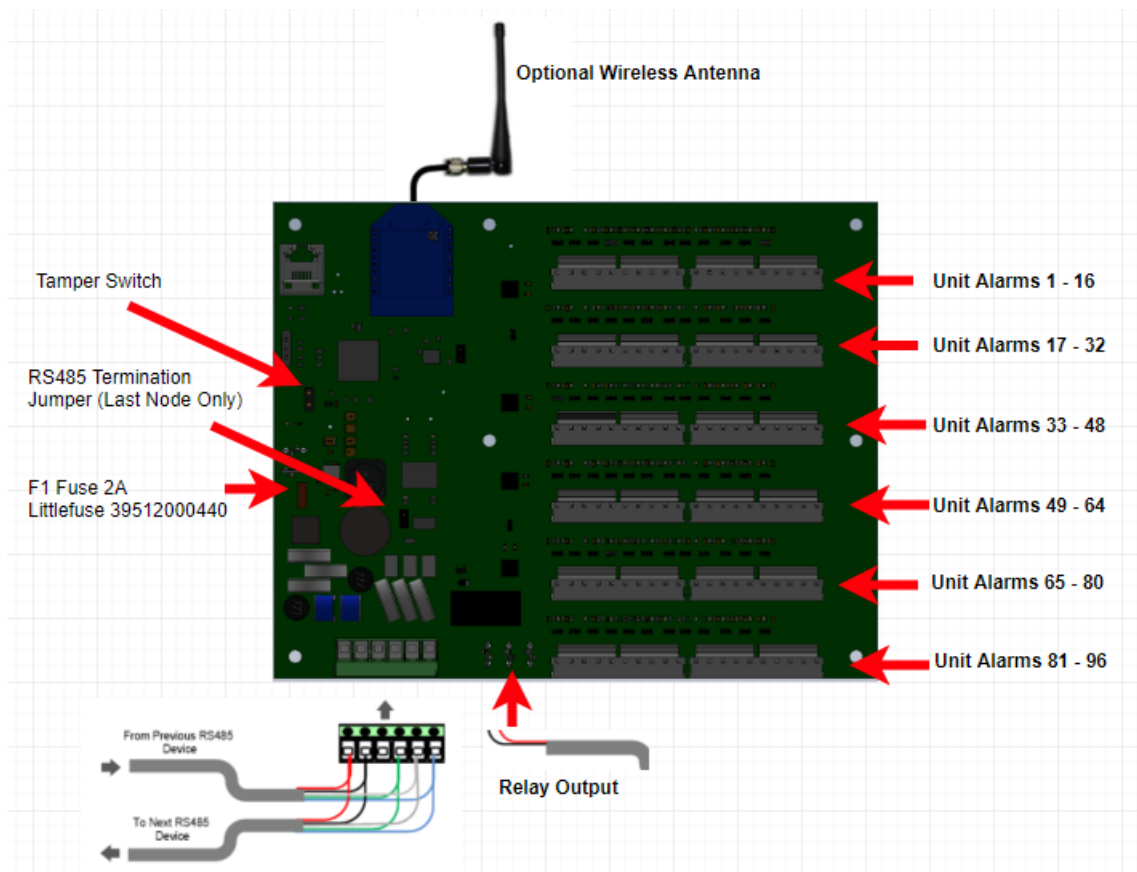 Optional Wireless Antenna
Tamper Switch
RS485 Termination
Jumper (Last Node Only)
F1 Fuse 2A
Littlefuse 39512000440
Unit Alarms 1 - 16
Unit Alarms 17 - 32
Unit Alarms 33 - 48
Unit Alarms 49 - 64
Unit Alarms 65 - 80
Unit Alarms 81 - 96
From Previous RS485
Device
To Next RS485
Device
Relay Output